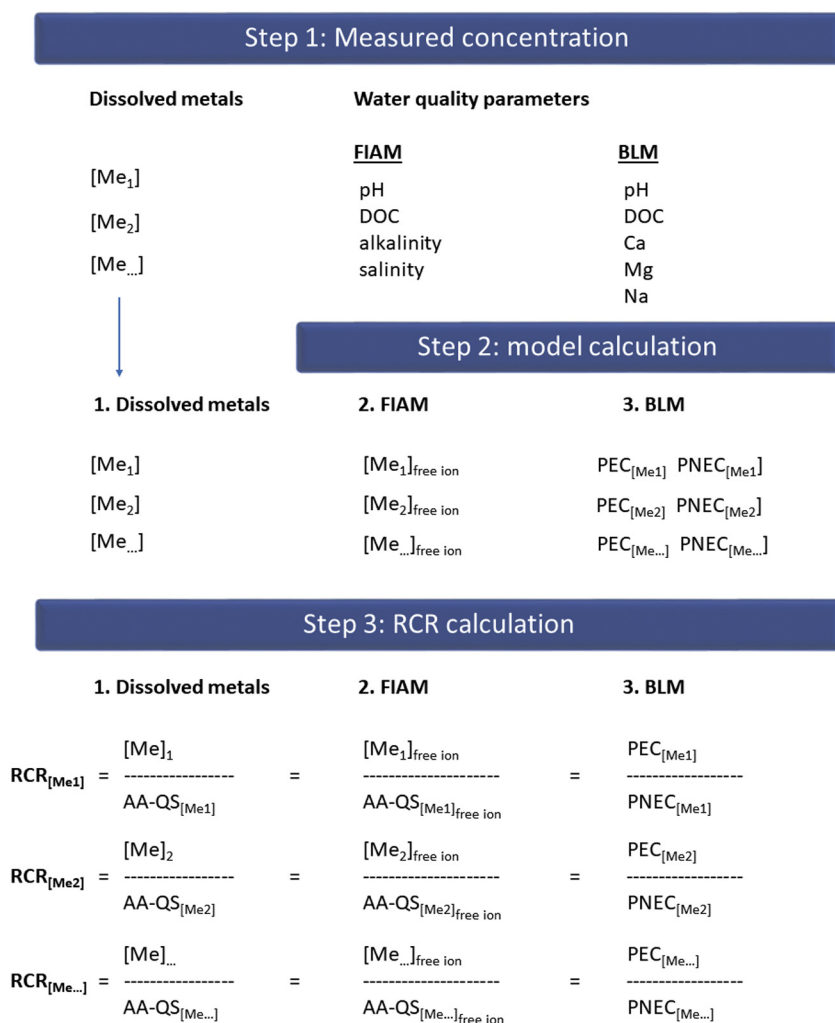 Step 1: Measured concentration
Dissolved metals Water quality parameters
FIAM BLM
[Me1] pH pH
[Me2] DOC DOC
[Me...] alkalinity Ca
salinity Mg
Na
Step 2: model calculation
1. Dissolved metals 2. FIAM 3. BLM
[Me1] [Me1]free ion PEC[Me1] PNEC[Me1]
[Me2] [Me2]free ion PEC[Me2] PNEC[Me2]
[Me...] [Me...]free ion PEC[Me...] PNEC[Me...]
Step 3: RCR calculation
1. Dissolved metals 2. FIAM 3. BLM
[Me]1 [Me1]free ion PEC[Me1]
RCR[Me1] = ----------------- = --------------------- = ------------------
AA-QS[Me1] AA-QS[Me1]free ion PNEC[Me1]
[Me]2 [Me2]free ion PEC[Me2]
RCR[Me2] = ----------------- = --------------------- = ------------------
AA-QS[Me2] AA-QS[Me2]free ion PNEC[Me2]
[Me]... [Me...]free ion PEC[Me...]
RCR[Me...] = ----------------- = --------------------- = ------------------
AA-QS[Me...] AA-QS[Me...]free ion PNEC[Me...]